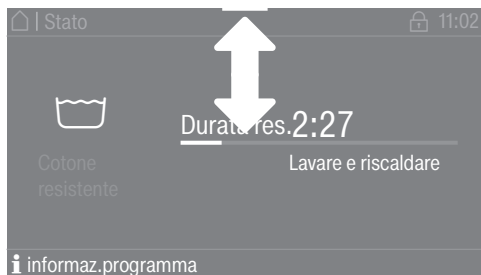 | Stato 11:02
Durata res. 2:27
Lavare e riscaldare
Cotone
resistente
i informaz.programma